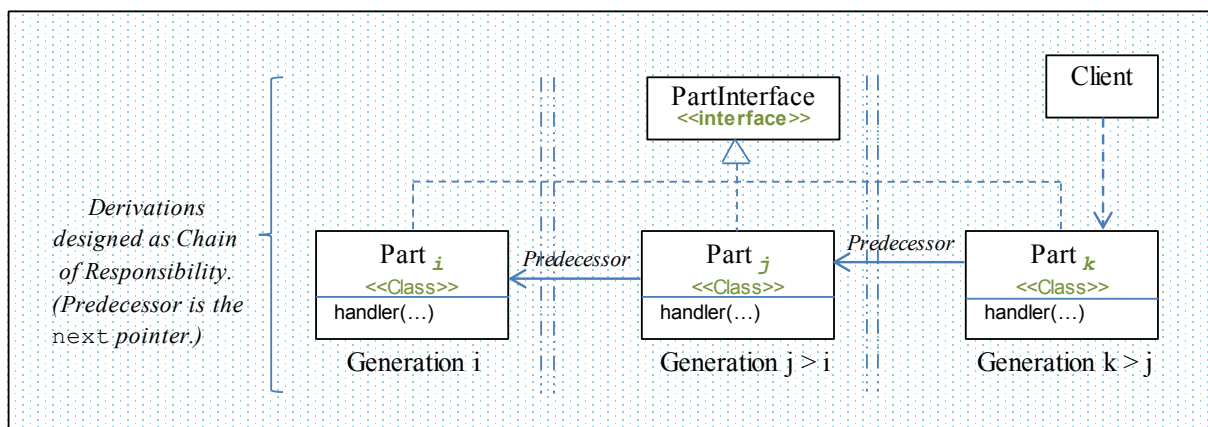 Client
PartInterface
<<interface>>
Derivations
designed as Chain
of Responsibility.
(Predecessor is the
next pointer.)
Part i
<<Class>>
handler(…)
Generation i
Predecessor
Part j
<<Class>>
handler(…)
Generation j > i
Predecessor
Part k
<<Class>>
handler(…)
Generation k > j